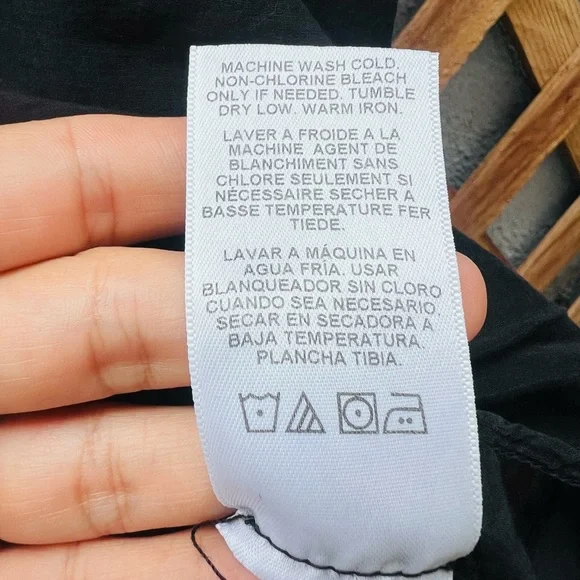 MACHINE WASH COLD.
NON-CHLORINE BLEACH
ONLY IF NEEDED. TUMBLE
DRY LOW. WARM IRON.
LAVER A FROIDE A LA
MACHINE AGENT DE
BLANCHIMENT SANS
CHLORE SEULEMENT SI
NÉCESSAIRE SECHER A
BASSE TEMPERATURE FER
TIEDE.
LAVAR A MÁQUINA EN
AGUA FRÍA. USAR
BLANQUEADOR SIN CLORO
CUANDO SEA NECESARIO.
SECAR EN SECADORA A
BAJA TEMPERATURA.
PLANCHA TIBIA.